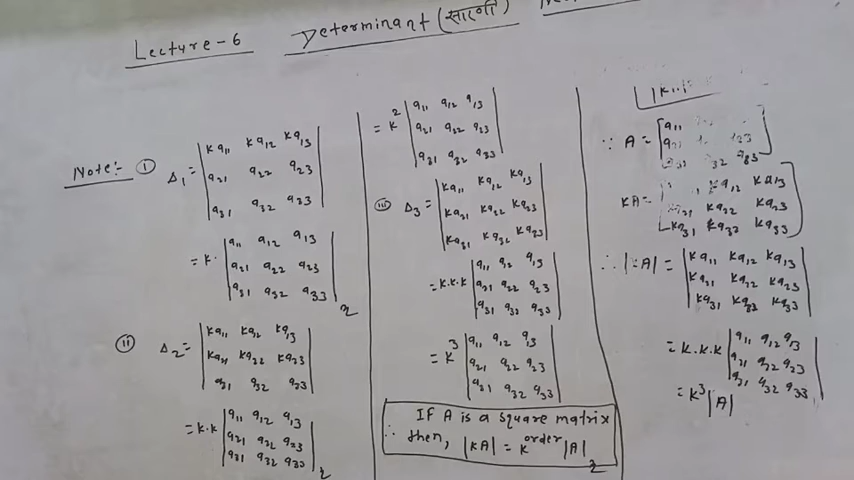 Lecture-6 Determinant (सारणी)
Note:- (i) Δ₁ = | ka₁₁ ka₁₂ ka₁₃ |
| a₂₁ a₂₂ a₂₃ |
| a₃₁ a₃₂ a₃₃ |
= k. | a₁₁ a₁₂ a₁₃ |
| a₂₁ a₂₂ a₂₃ |
| a₃₁ a₃₂ a₃₃ |
(ii) Δ₂ = | ka₁₁ ka₁₂ ka₁₃ |
| ka₂₁ ka₂₂ ka₂₃ |
| a₃₁ a₃₂ a₃₃ |
= k.k | a₁₁ a₁₂ a₁₃ |
| a₂₁ a₂₂ a₂₃ |
| a₃₁ a₃₂ a₃₃ |
= k² | a₁₁ a₁₂ a₁₃ |
| a₂₁ a₂₂ a₂₃ |
| a₃₁ a₃₂ a₃₃ |
(iii) Δ₃ = | ka₁₁ ka₁₂ ka₁₃ |
| ka₂₁ ka₂₂ ka₂₃ |
| ka₃₁ ka₃₂ ka₃₃ |
= k.k.k | a₁₁ a₁₂ a₁₃ |
| a₂₁ a₂₂ a₂₃ |
| a₃₁ a₃₂ a₃₃ |
= k³ | a₁₁ a₁₂ a₁₃ |
| a₂₁ a₂₂ a₂₃ |
| a₃₁ a₃₂ a₃₃ |
IF A is a square matrix
∴ then, |kA| = k^order |A|
∵ A = [ a₁₁
a₂₁ a₂₃
a₃₂ a₃₃ ]
kA = [ ka₁₂ ka₁₃
ka₂₂ ka₂₃
ka₃₁ ka₃₂ ka₃₃ ]
∴ |kA| = | ka₁₁ ka₁₂ ka₁₃ |
| ka₂₁ ka₂₂ ka₂₃ |
| ka₃₁ ka₃₂ ka₃₃ |
= k.k.k | a₁₁ a₁₂ a₁₃ |
| a₂₁ a₂₂ a₂₃ |
| a₃₁ a₃₂ a₃₃ |
= k³ |A|